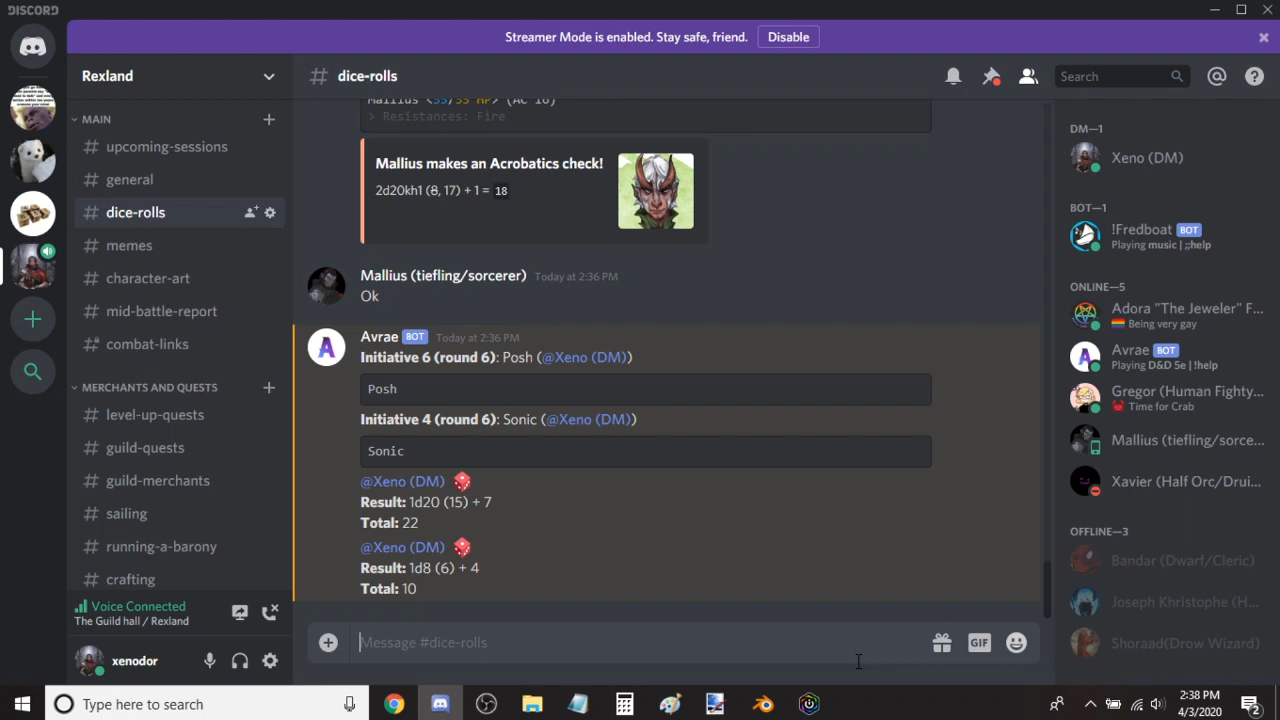 DISCORD
Streamer Mode is enabled. Stay safe, friend. Disable
Rexland
dice-rolls
Search
MAIN
upcoming-sessions
general
dice-rolls
memes
character-art
mid-battle-report
combat-links
MERCHANTS AND QUESTS
level-up-quests
guild-quests
guild-merchants
sailing
running-a-barony
crafting
Voice Connected
The Guild hall / Rexland
xenodor
Mallius <35/35 HP> (AC 16)
> Resistances: Fire
Mallius makes an Acrobatics check!
2d20kh1 (8, 17) + 1 = 18
Mallius (tiefling/sorcerer) Today at 2:36 PM
Ok
Avrae BOT Today at 2:36 PM
Initiative 6 (round 6): Posh (@Xeno (DM))
Posh
Initiative 4 (round 6): Sonic (@Xeno (DM))
Sonic
@Xeno (DM)
Result: 1d20 (15) + 7
Total: 22
@Xeno (DM)
Result: 1d8 (6) + 4
Total: 10
Message #dice-rolls
GIF
DM—1
Xeno (DM)
BOT—1
!Fredboat BOT
Playing music | ;;help
ONLINE—5
Adora "The Jeweler" F...
Being very gay
Avrae BOT
Playing D&D 5e | !help
Gregor (Human Fighty...
Time for Crab
Mallius (tiefling/sorce...
Xavier (Half Orc/Drui...
OFFLINE—3
Bandar (Dwarf/Cleric)
Joseph Khristophe (H...
Shoraad(Drow Wizard)
Type here to search
2:38 PM
4/3/2020
2